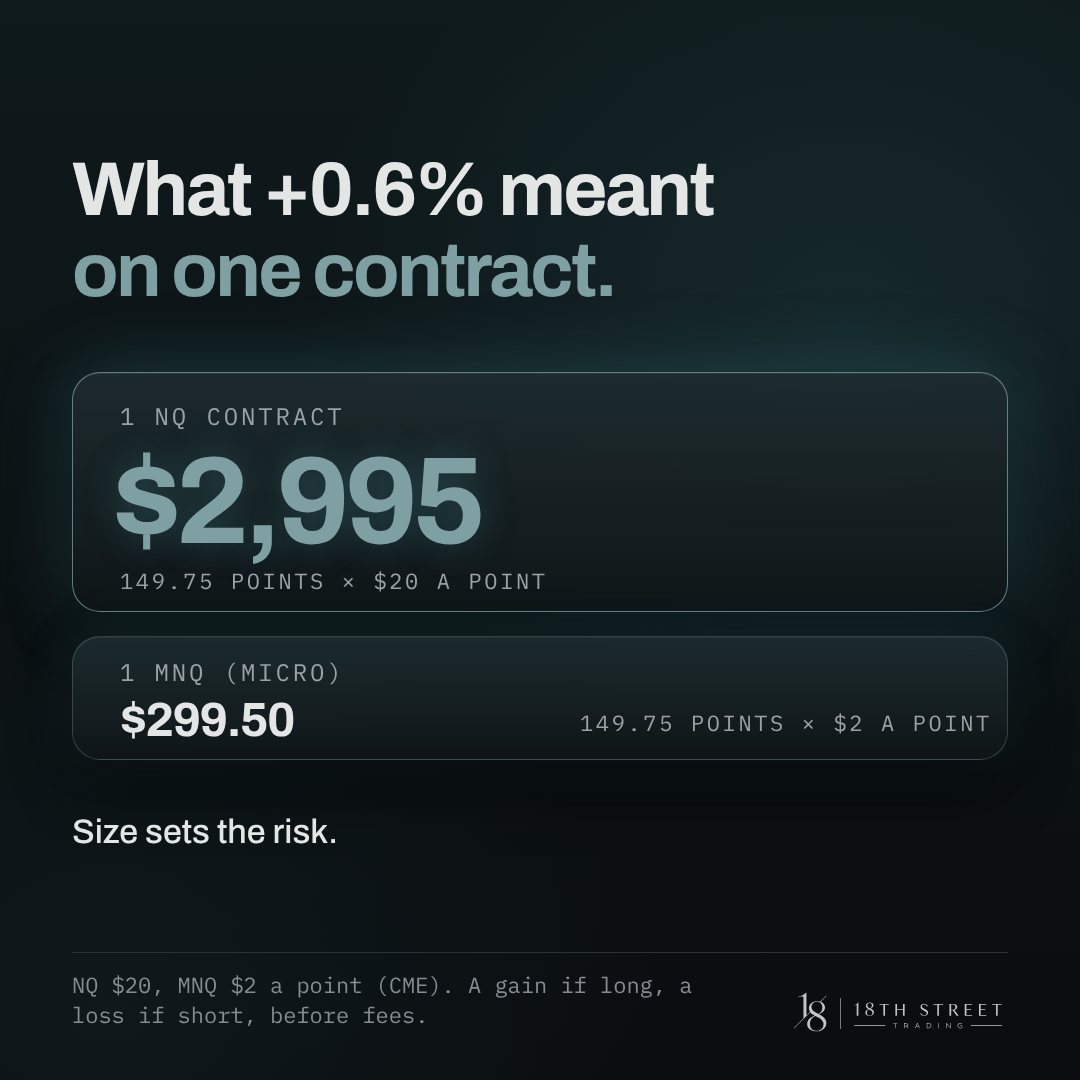 What +0.6% meant
on one contract.
1 NQ CONTRACT
$2,995
149.75 POINTS × $20 A POINT
1 MNQ (MICRO)
$299.50
149.75 POINTS × $2 A POINT
Size sets the risk.
NQ $20, MNQ $2 a point (CME). A gain if long, a
loss if short, before fees.
18
18TH STREET
TRADING